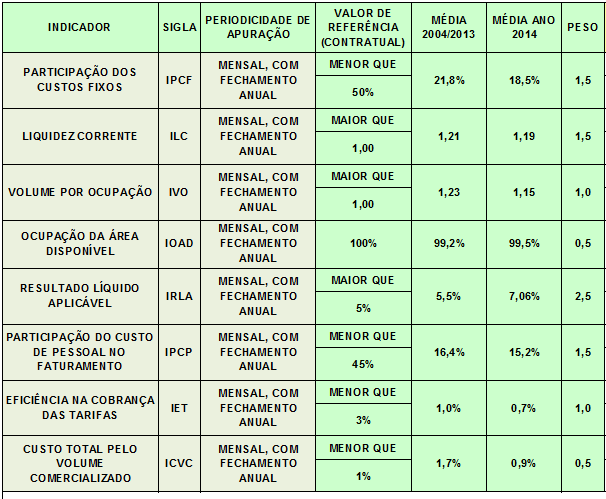 INDICADOR SIGLA PERIODICIDADE DE APURAÇÃO VALOR DE REFERÊNCIA (CONTRATUAL) MÉDIA 2004/2013 MÉDIA ANO 2014 PESO
PARTICIPAÇÃO DOS CUSTOS FIXOS IPCF MENSAL, COM FECHAMENTO ANUAL MENOR QUE 50% 21,8% 18,5% 1,5
LIQUIDEZ CORRENTE ILC MENSAL, COM FECHAMENTO ANUAL MAIOR QUE 1,00 1,21 1,19 1,5
VOLUME POR OCUPAÇÃO IVO MENSAL, COM FECHAMENTO ANUAL MAIOR QUE 1,00 1,23 1,15 1,0
OCUPAÇÃO DA ÁREA DISPONÍVEL IOAD MENSAL, COM FECHAMENTO ANUAL 100% 99,2% 99,5% 0,5
RESULTADO LÍQUIDO APLICÁVEL IRLA MENSAL, COM FECHAMENTO ANUAL MAIOR QUE 5% 5,5% 7,06% 2,5
PARTICIPAÇÃO DO CUSTO DE PESSOAL NO FATURAMENTO IPCP MENSAL, COM FECHAMENTO ANUAL MENOR QUE 45% 16,4% 15,2% 1,5
EFICIÊNCIA NA COBRANÇA DAS TARIFAS IET MENSAL, COM FECHAMENTO ANUAL MENOR QUE 3% 1,0% 0,7% 1,0
CUSTO TOTAL PELO VOLUME COMERCIALIZADO ICVC MENSAL, COM FECHAMENTO ANUAL MENOR QUE 1% 1,7% 0,9% 0,5